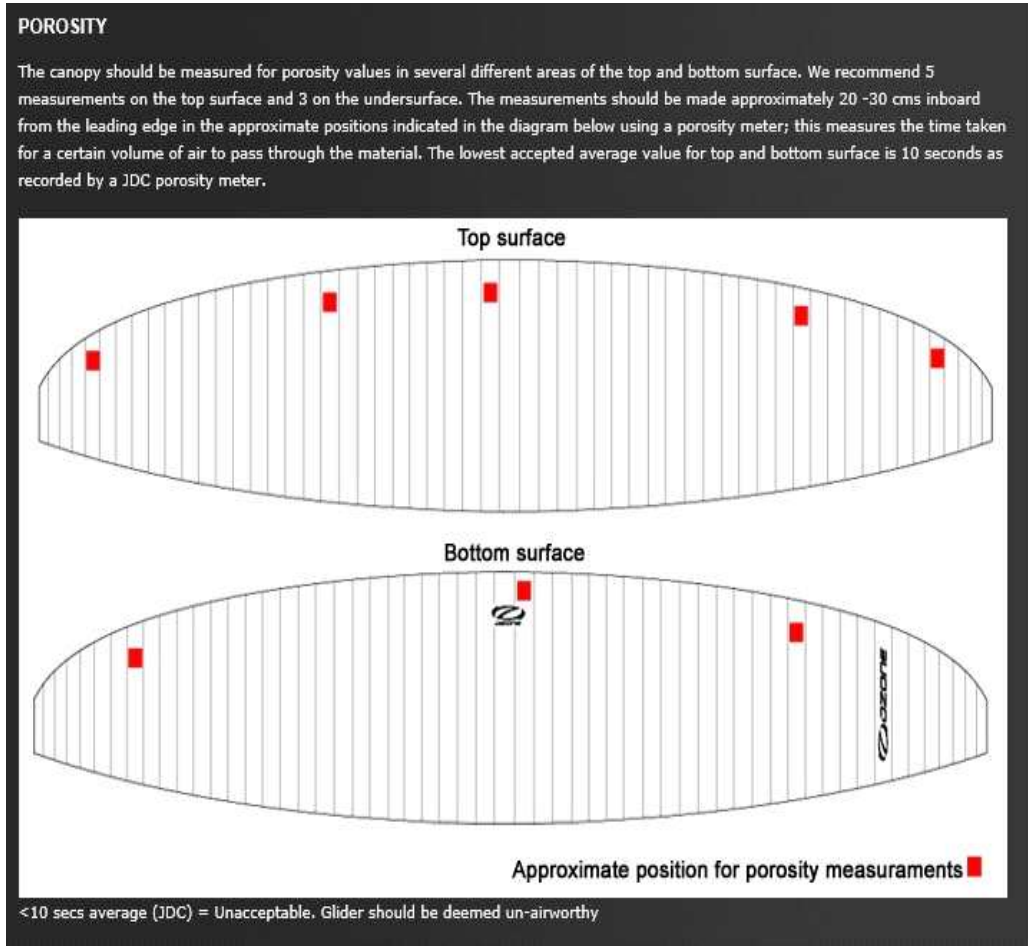 POROSITY
The canopy should be measured for porosity values in several different areas of the top and bottom surface. We recommend 5
measurements on the top surface and 3 on the undersurface. The measurements should be made approximately 20 -30 cms inboard
from the leading edge in the approximate positions indicated in the diagram below using a porosity meter; this measures the time taken
for a certain volume of air to pass through the material. The lowest accepted average value for top and bottom surface is 10 seconds as
recorded by a JDC porosity meter.
Top surface
Bottom surface
OZONE
Approximate position for porosity measuraments
<10 secs average (JDC) = Unacceptable. Glider should be deemed un-airworthy